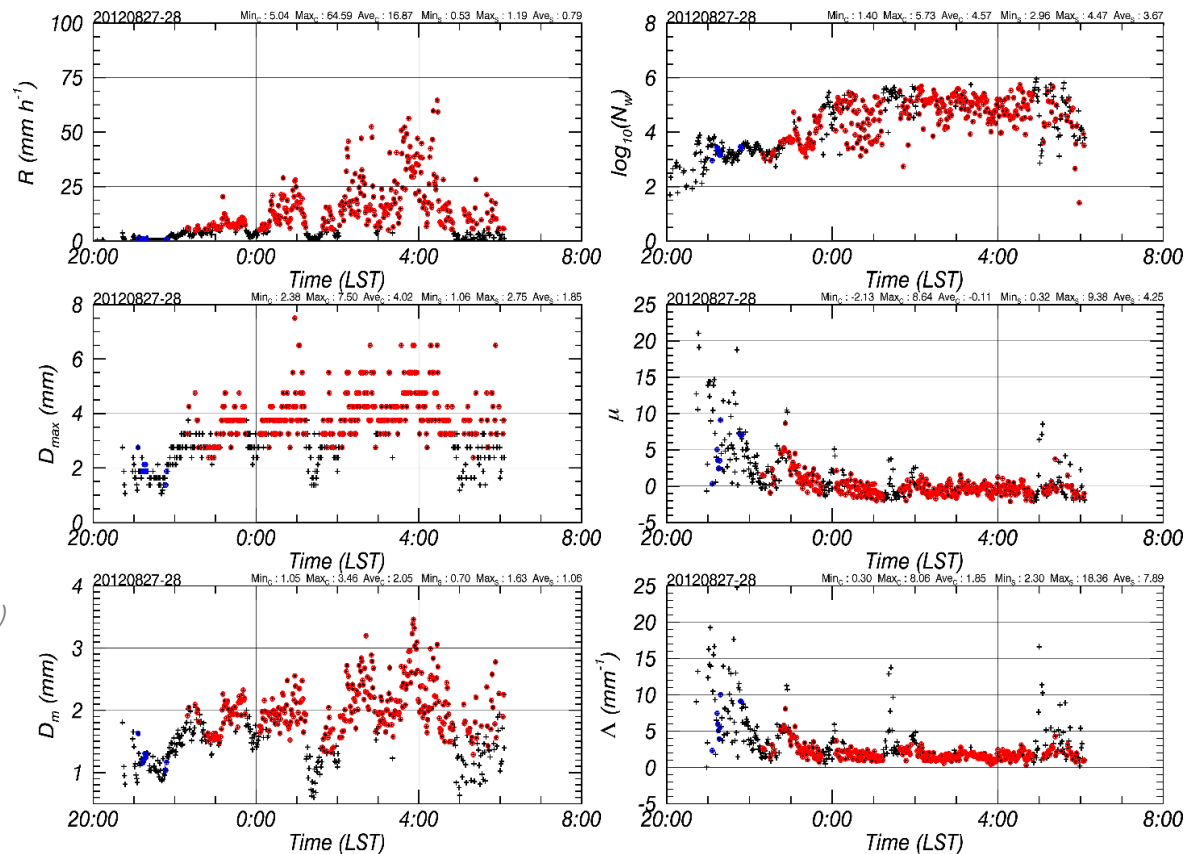 20120827-28 Min_C : 5.04 Max_C : 64.59 Ave_C : 16.87 Min_S : 0.53 Max_S : 1.19 Ave_S : 0.79
R (mm h⁻¹)
100
75
50
25
0
20:00 0:00 4:00 8:00
Time (LST)
20120827-28 Min_C : 1.40 Max_C : 5.73 Ave_C : 4.57 Min_S : 2.96 Max_S : 4.47 Ave_S : 3.67
log₁₀(N_w)
8
6
4
2
0
20:00 0:00 4:00 8:00
Time (LST)
20120827-28 Min_C : 2.38 Max_C : 7.50 Ave_C : 4.02 Min_S : 1.06 Max_S : 2.75 Ave_S : 1.85
D_max (mm)
8
6
4
2
0
20:00 0:00 4:00 8:00
Time (LST)
20120827-28 Min_C : -2.13 Max_C : 8.64 Ave_C : -0.11 Min_S : 0.32 Max_S : 9.38 Ave_S : 4.25
μ
25
20
15
10
5
0
-5
20:00 0:00 4:00 8:00
Time (LST)
)
20120827-28 Min_C : 1.05 Max_C : 3.46 Ave_C : 2.05 Min_S : 0.70 Max_S : 1.63 Ave_S : 1.06
D_m (mm)
4
3
2
1
20:00 0:00 4:00 8:00
Time (LST)
20120827-28 Min_C : 0.30 Max_C : 8.06 Ave_C : 1.85 Min_S : 2.30 Max_S : 18.36 Ave_S : 7.89
Λ (mm⁻¹)
25
20
15
10
5
0
-5
20:00 0:00 4:00 8:00
Time (LST)